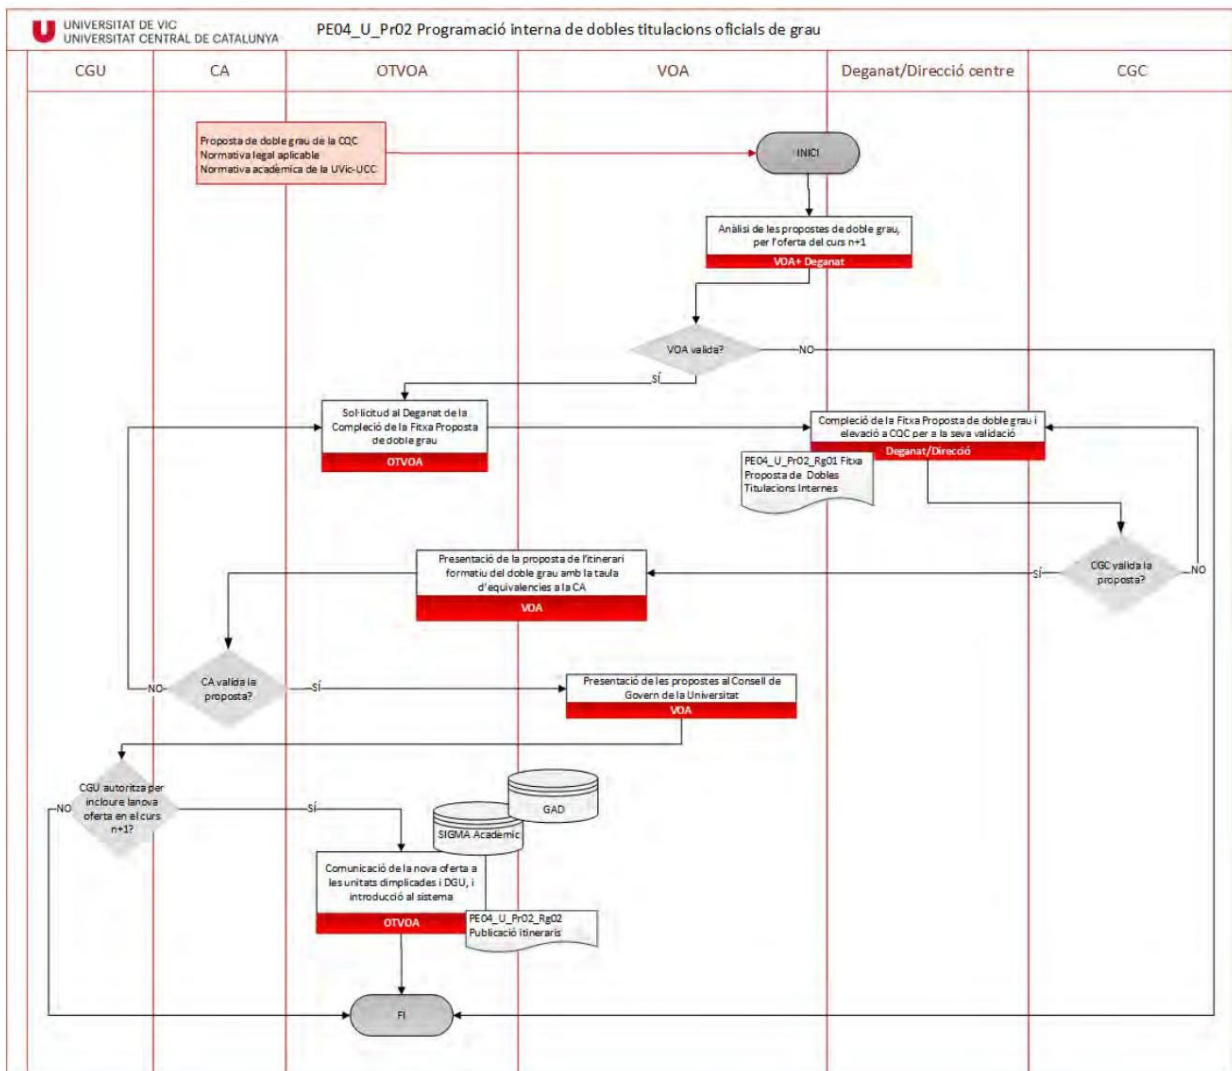 UNIVERSITAT DE VIC
UNIVERSITAT CENTRAL DE CATALUNYA
PE04_U_Pr02 Programació interna de dobles titulacions oficials de grau
CGU
CA
OTVOA
VOA
Deganat/Direcció centre
CGC
Proposta de doble grau de la CQC
Normativa legal aplicable
Normativa acadèmica de la UVic-UCC
INICI
Anàlisi de les propostes de doble grau,
per l'oferta del curs n+1
VOA+ Deganat
VOA valida?
NO
SÍ
Sol·licitud al Deganat de la
Compleció de la Fitxa Proposta
de doble grau
OTVOA
Compleció de la Fitxa Proposta de doble grau i
elevació a CQC per a la seva validació
Deganat/Direcció
PE04_U_Pr02_Rg01 Fitxa
Proposta de Dobles
Titulacions Internes
Presentació de la proposta de l'itinerari
formatiu del doble grau amb la taula
d'equivalencies a la CA
VOA
SÍ
CGC valida la
proposta?
NO
NO
CA valida la
proposta?
SÍ
Presentació de les propostes al Consell de
Govern de la Universitat
VOA
NO
CGU autoritza per
incloure lanova
oferta en el curs
n+1?
SÍ
GAD
SIGMA Acadèmic
Comunicació de la nova oferta a
les unitats dimplicades i DGU, i
introducció al sistema
OTVOA
PE04_U_Pr02_Rg02
Publicació itineraris
FI